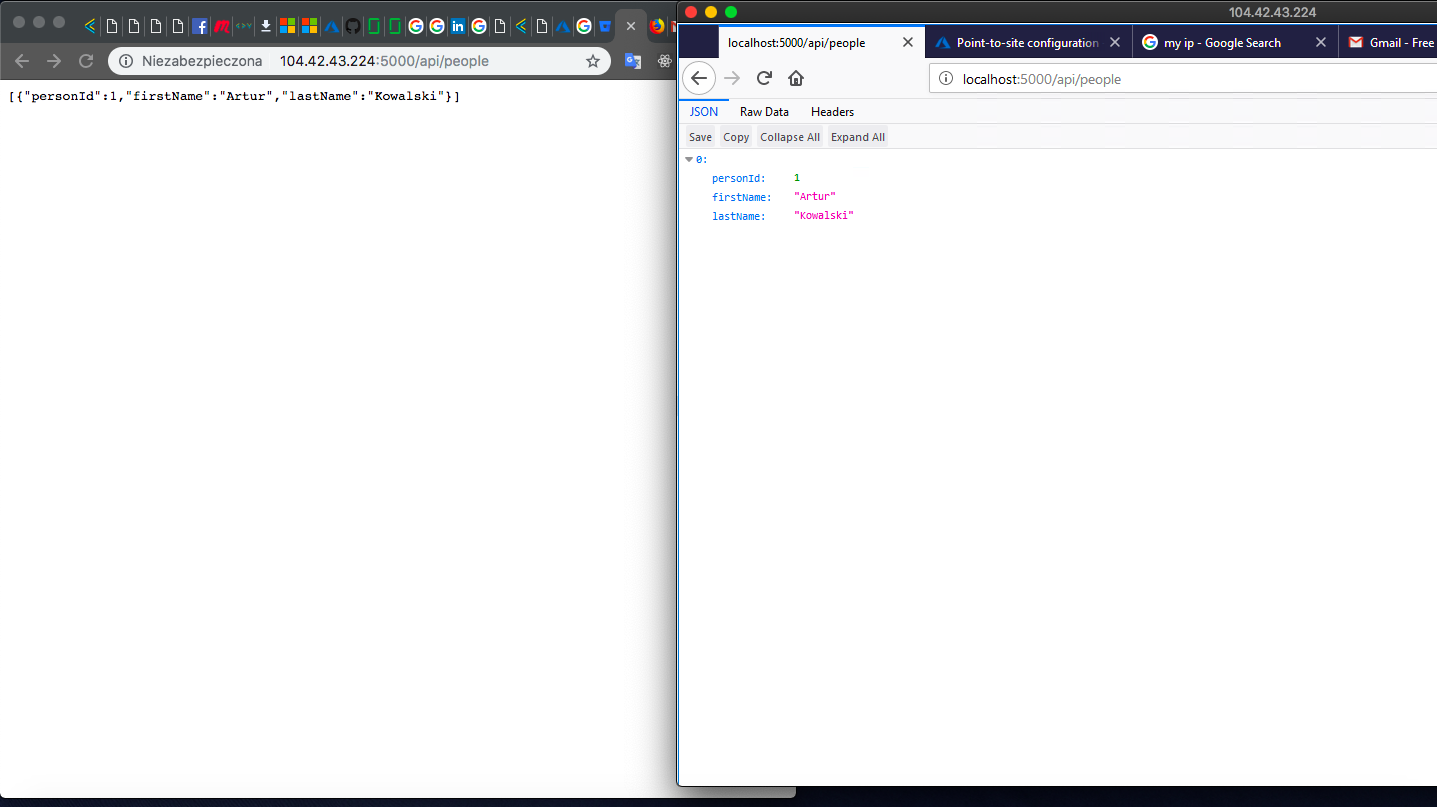 Niezabezpieczona 104.42.43.224:5000/api/people
[{"personId":1,"firstName":"Artur","lastName":"Kowalski"}]
104.42.43.224
localhost:5000/api/people Point-to-site configuration my ip - Google Search Gmail - Free
localhost:5000/api/people
JSON Raw Data Headers
Save Copy Collapse All Expand All
0:
personId: 1
firstName: "Artur"
lastName: "Kowalski"